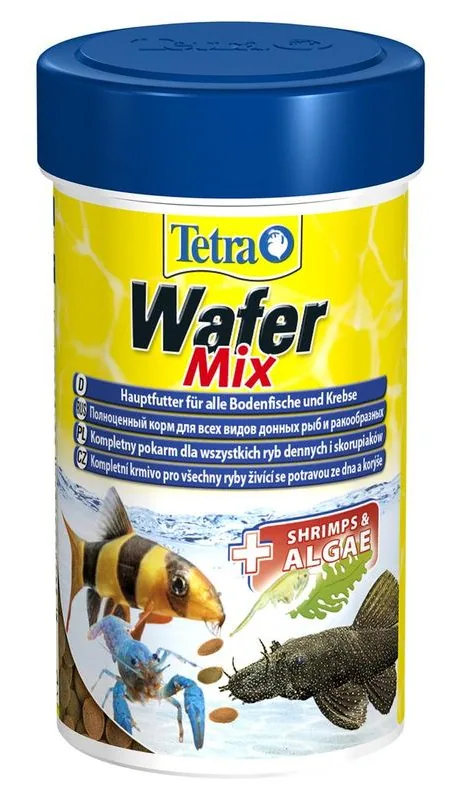 Tetra
Tetra
Wafer
Mix
D Hauptfutter für alle Bodenfische und Krebse
RUS Полноценный корм для всех видов донных рыб и ракообразных
PL Kompletny pokarm dla wszystkich ryb dennych i skorupiaków
CZ Kompletní krmivo pro všechny ryby živící se potravou ze dna a korýše
+ SHRIMPS &
ALGAE